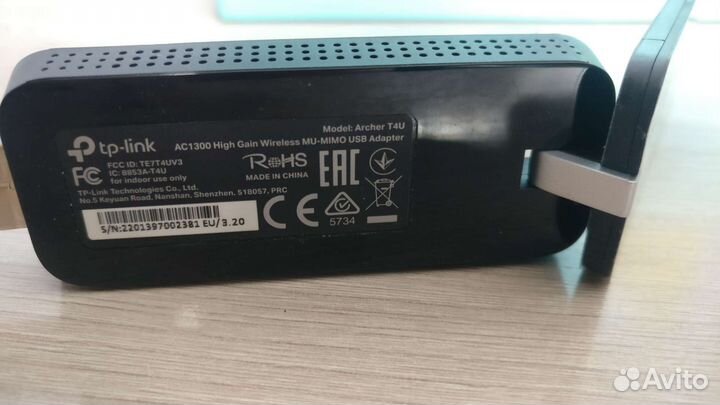 Model: Archer T4U
tp-link
AC1300 High Gain Wireless MU-MIMO USB Adapter
FCC ID: TE7T4UV3
IC: 8853A-T4U
for indoor use only
FC
RoHS
MADE IN CHINA
EAC
TP-Link Technologies Co., Ltd.
No.5 Keyuan Road, Nanshan, Shenzhen, 518057, PRC
CE
5734
S/N:2201397002381 EU/3.20
Avito